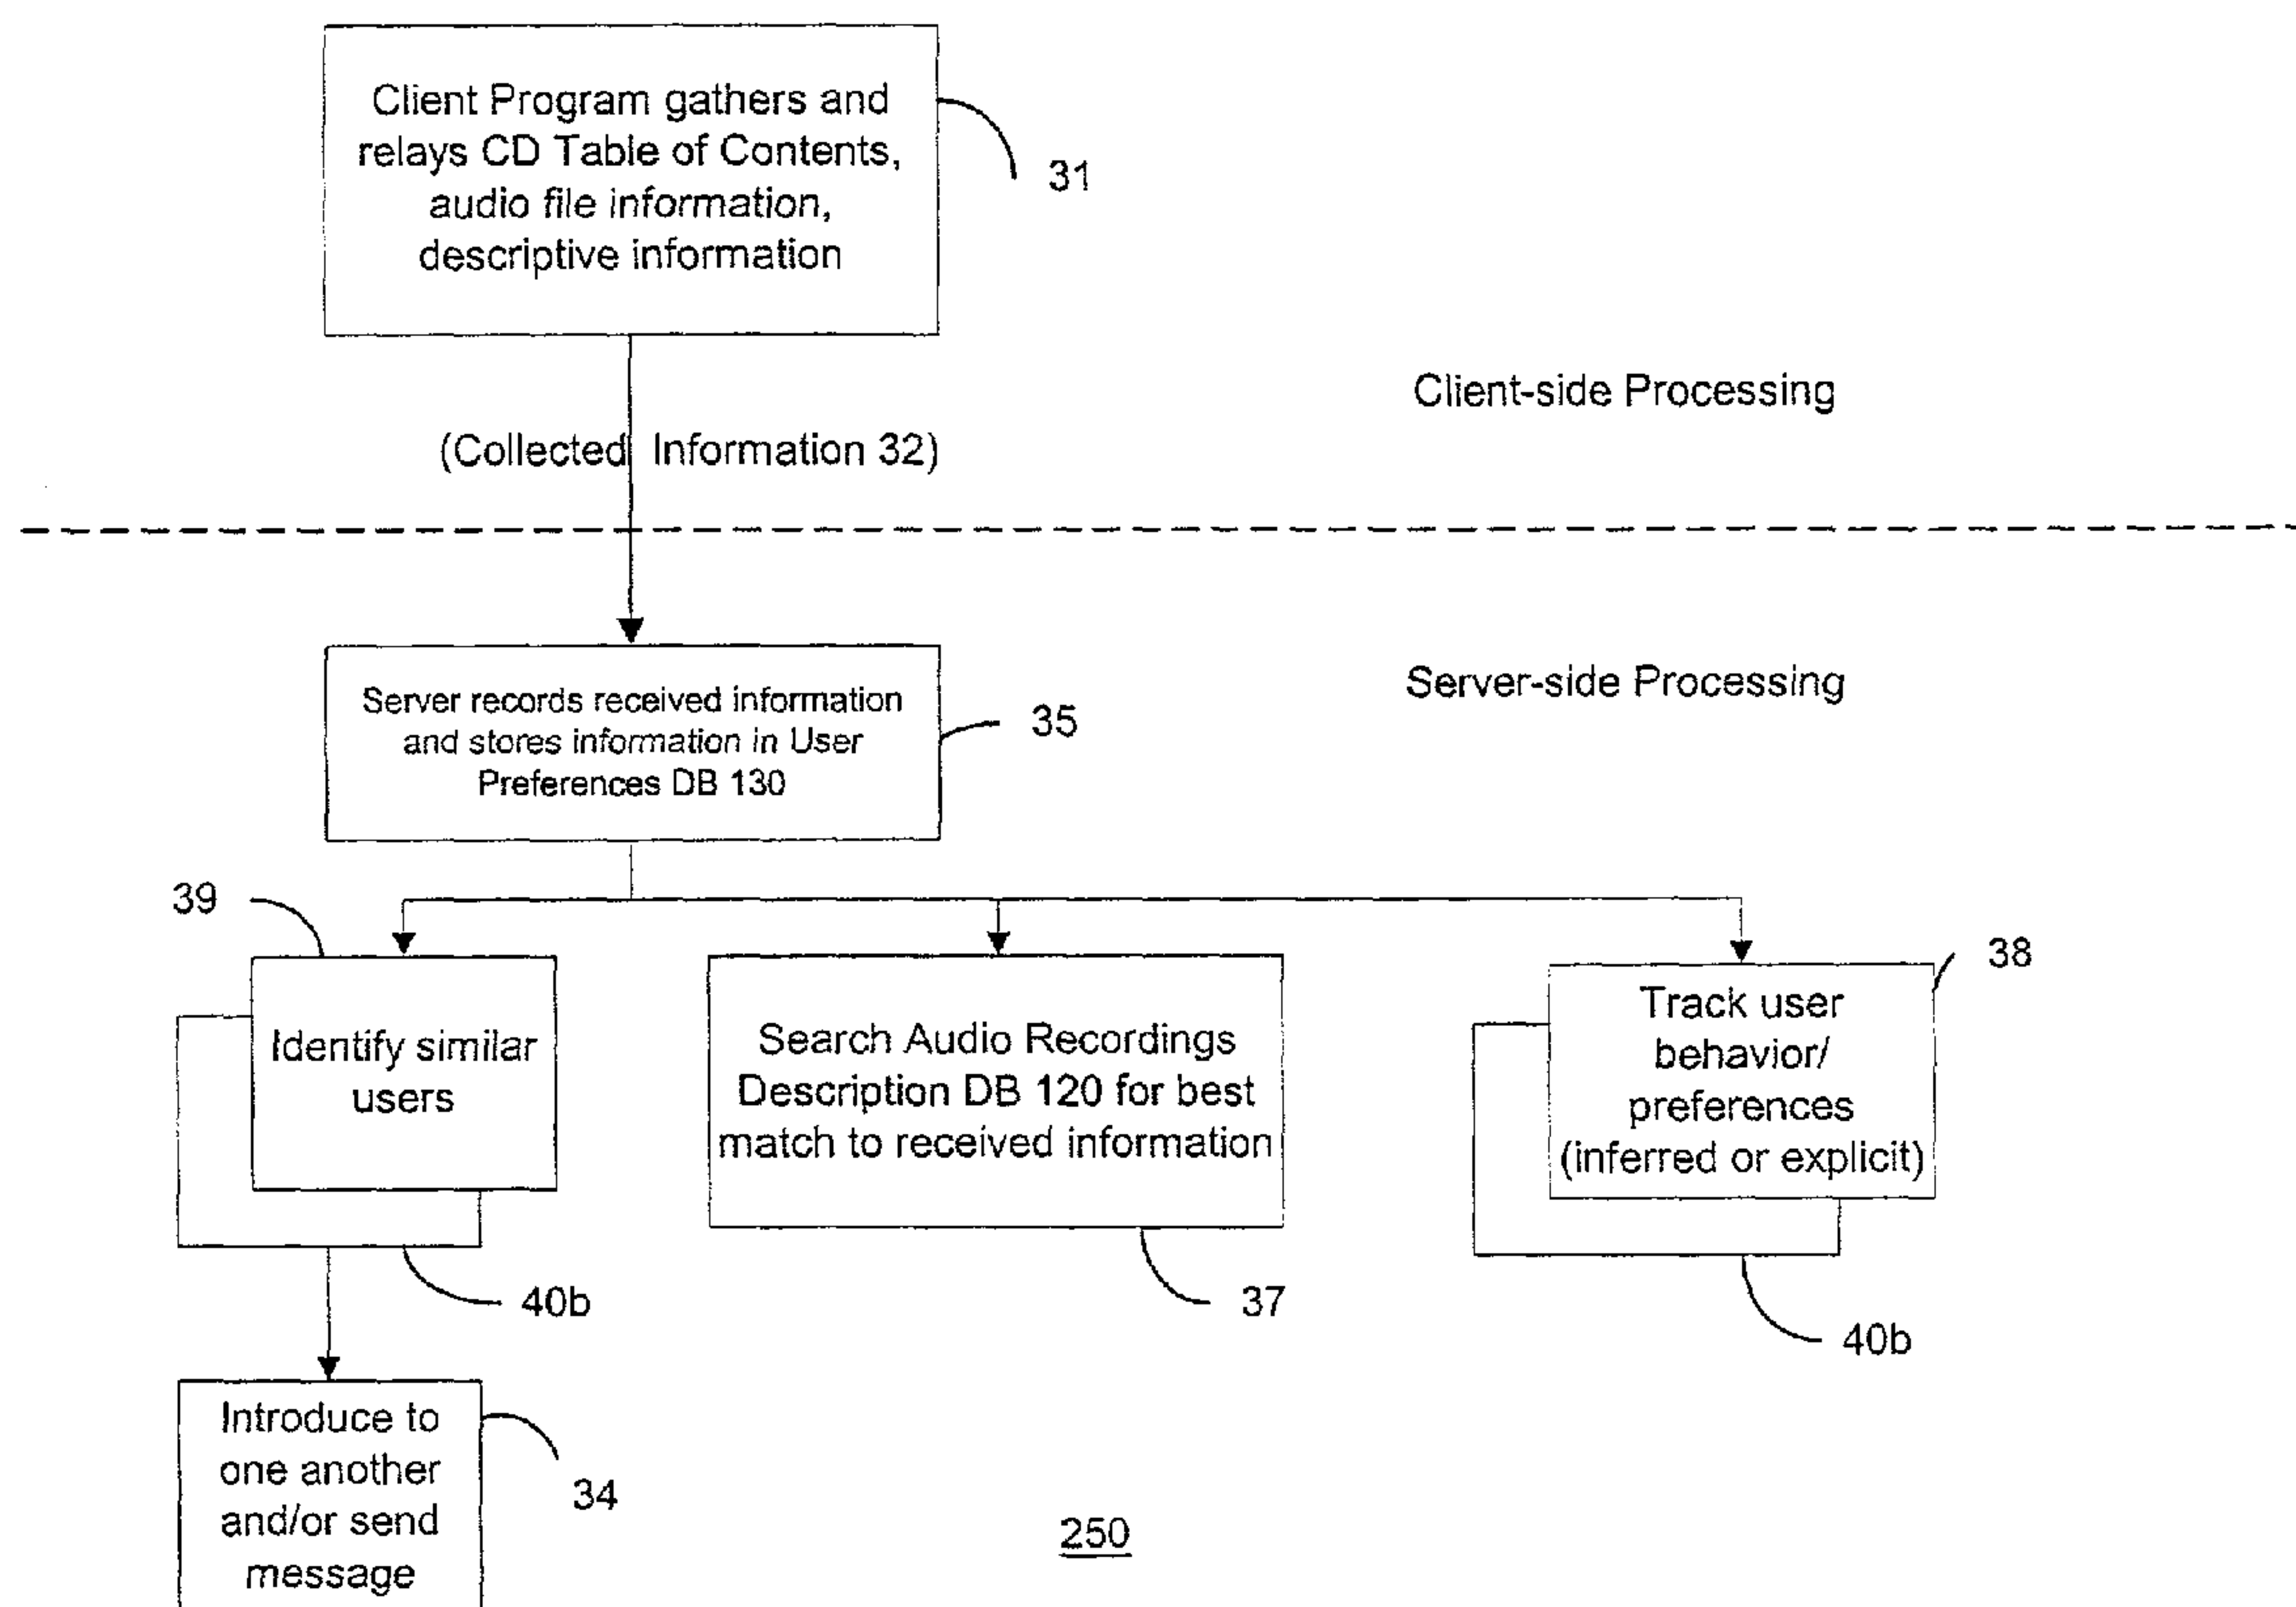 Client Program gathers and
relays CD Table of Contents,
audio file information,
descriptive information
31
Client-side Processing
(Collected Information 32)
Server-side Processing
Server records received information
and stores information in User
Preferences DB 130
35
39
Identify similar
users
40b
Search Audio Recordings
Description DB 120 for best
match to received information
37
38
Track user
behavior/
preferences
(inferred or explicit)
40b
Introduce to
one another
and/or send
message
34
250